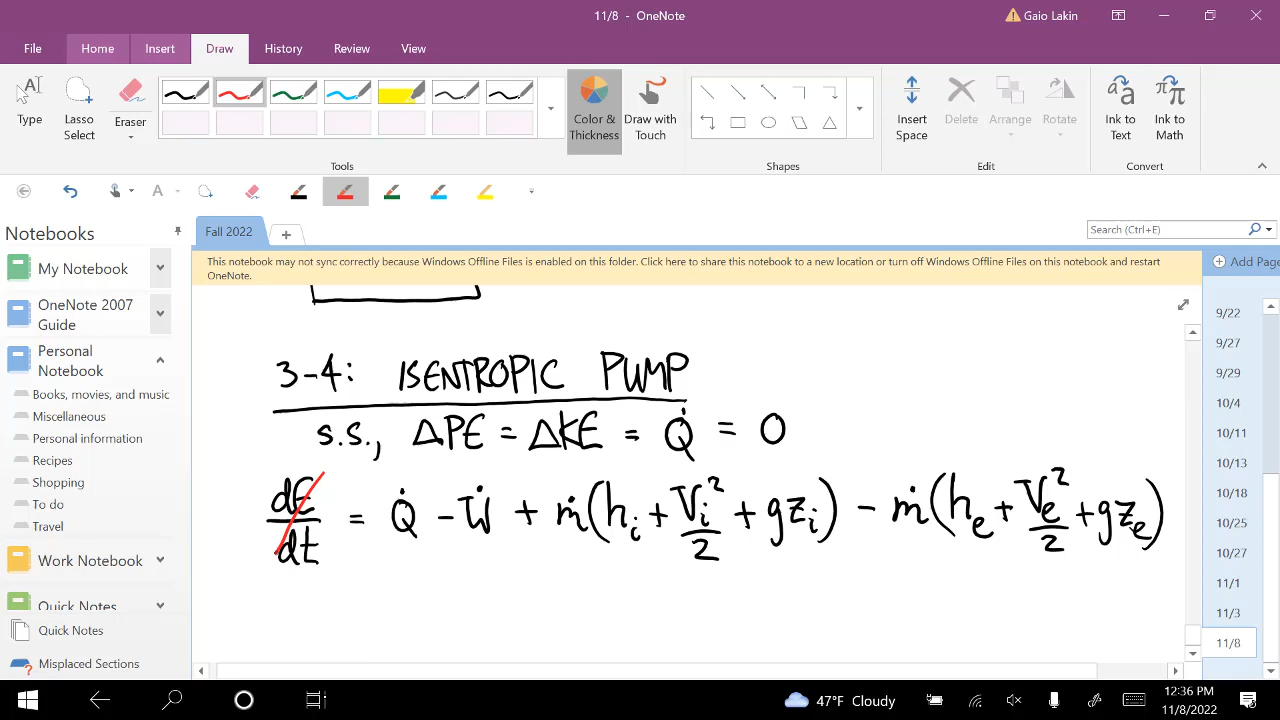 11/8 - OneNote
Gaio Lakin
File
Home
Insert
Draw
History
Review
View
Type
Lasso Select
Eraser
Color & Thickness
Draw with Touch
Insert Space
Delete
Arrange
Rotate
Ink to Text
Ink to Math
Tools
Shapes
Edit
Convert
A
Notebooks
Fall 2022
Search (Ctrl+E)
This notebook may not sync correctly because Windows Offline Files is enabled on this folder. Click here to share this notebook to a new location or turn off Windows Offline Files on this notebook and restart
OneNote.
Add Page
My Notebook
OneNote 2007
Guide
Personal
Notebook
Books, movies, and music
Miscellaneous
Personal information
Recipes
Shopping
To do
Travel
Work Notebook
Quick Notes
Quick Notes
Misplaced Sections
3-4: ISENTROPIC PUMP
s.s., ΔPE = ΔKE = Q̇ = 0
dE/dt = Q̇ - Ẇ + ṁ(h_i + V_i²/2 + gz_i) - ṁ(h_e + V_e²/2 + gz_e)
9/22
9/27
9/29
10/4
10/11
10/13
10/18
10/25
10/27
11/1
11/3
11/8
47°F Cloudy
12:36 PM
11/8/2022